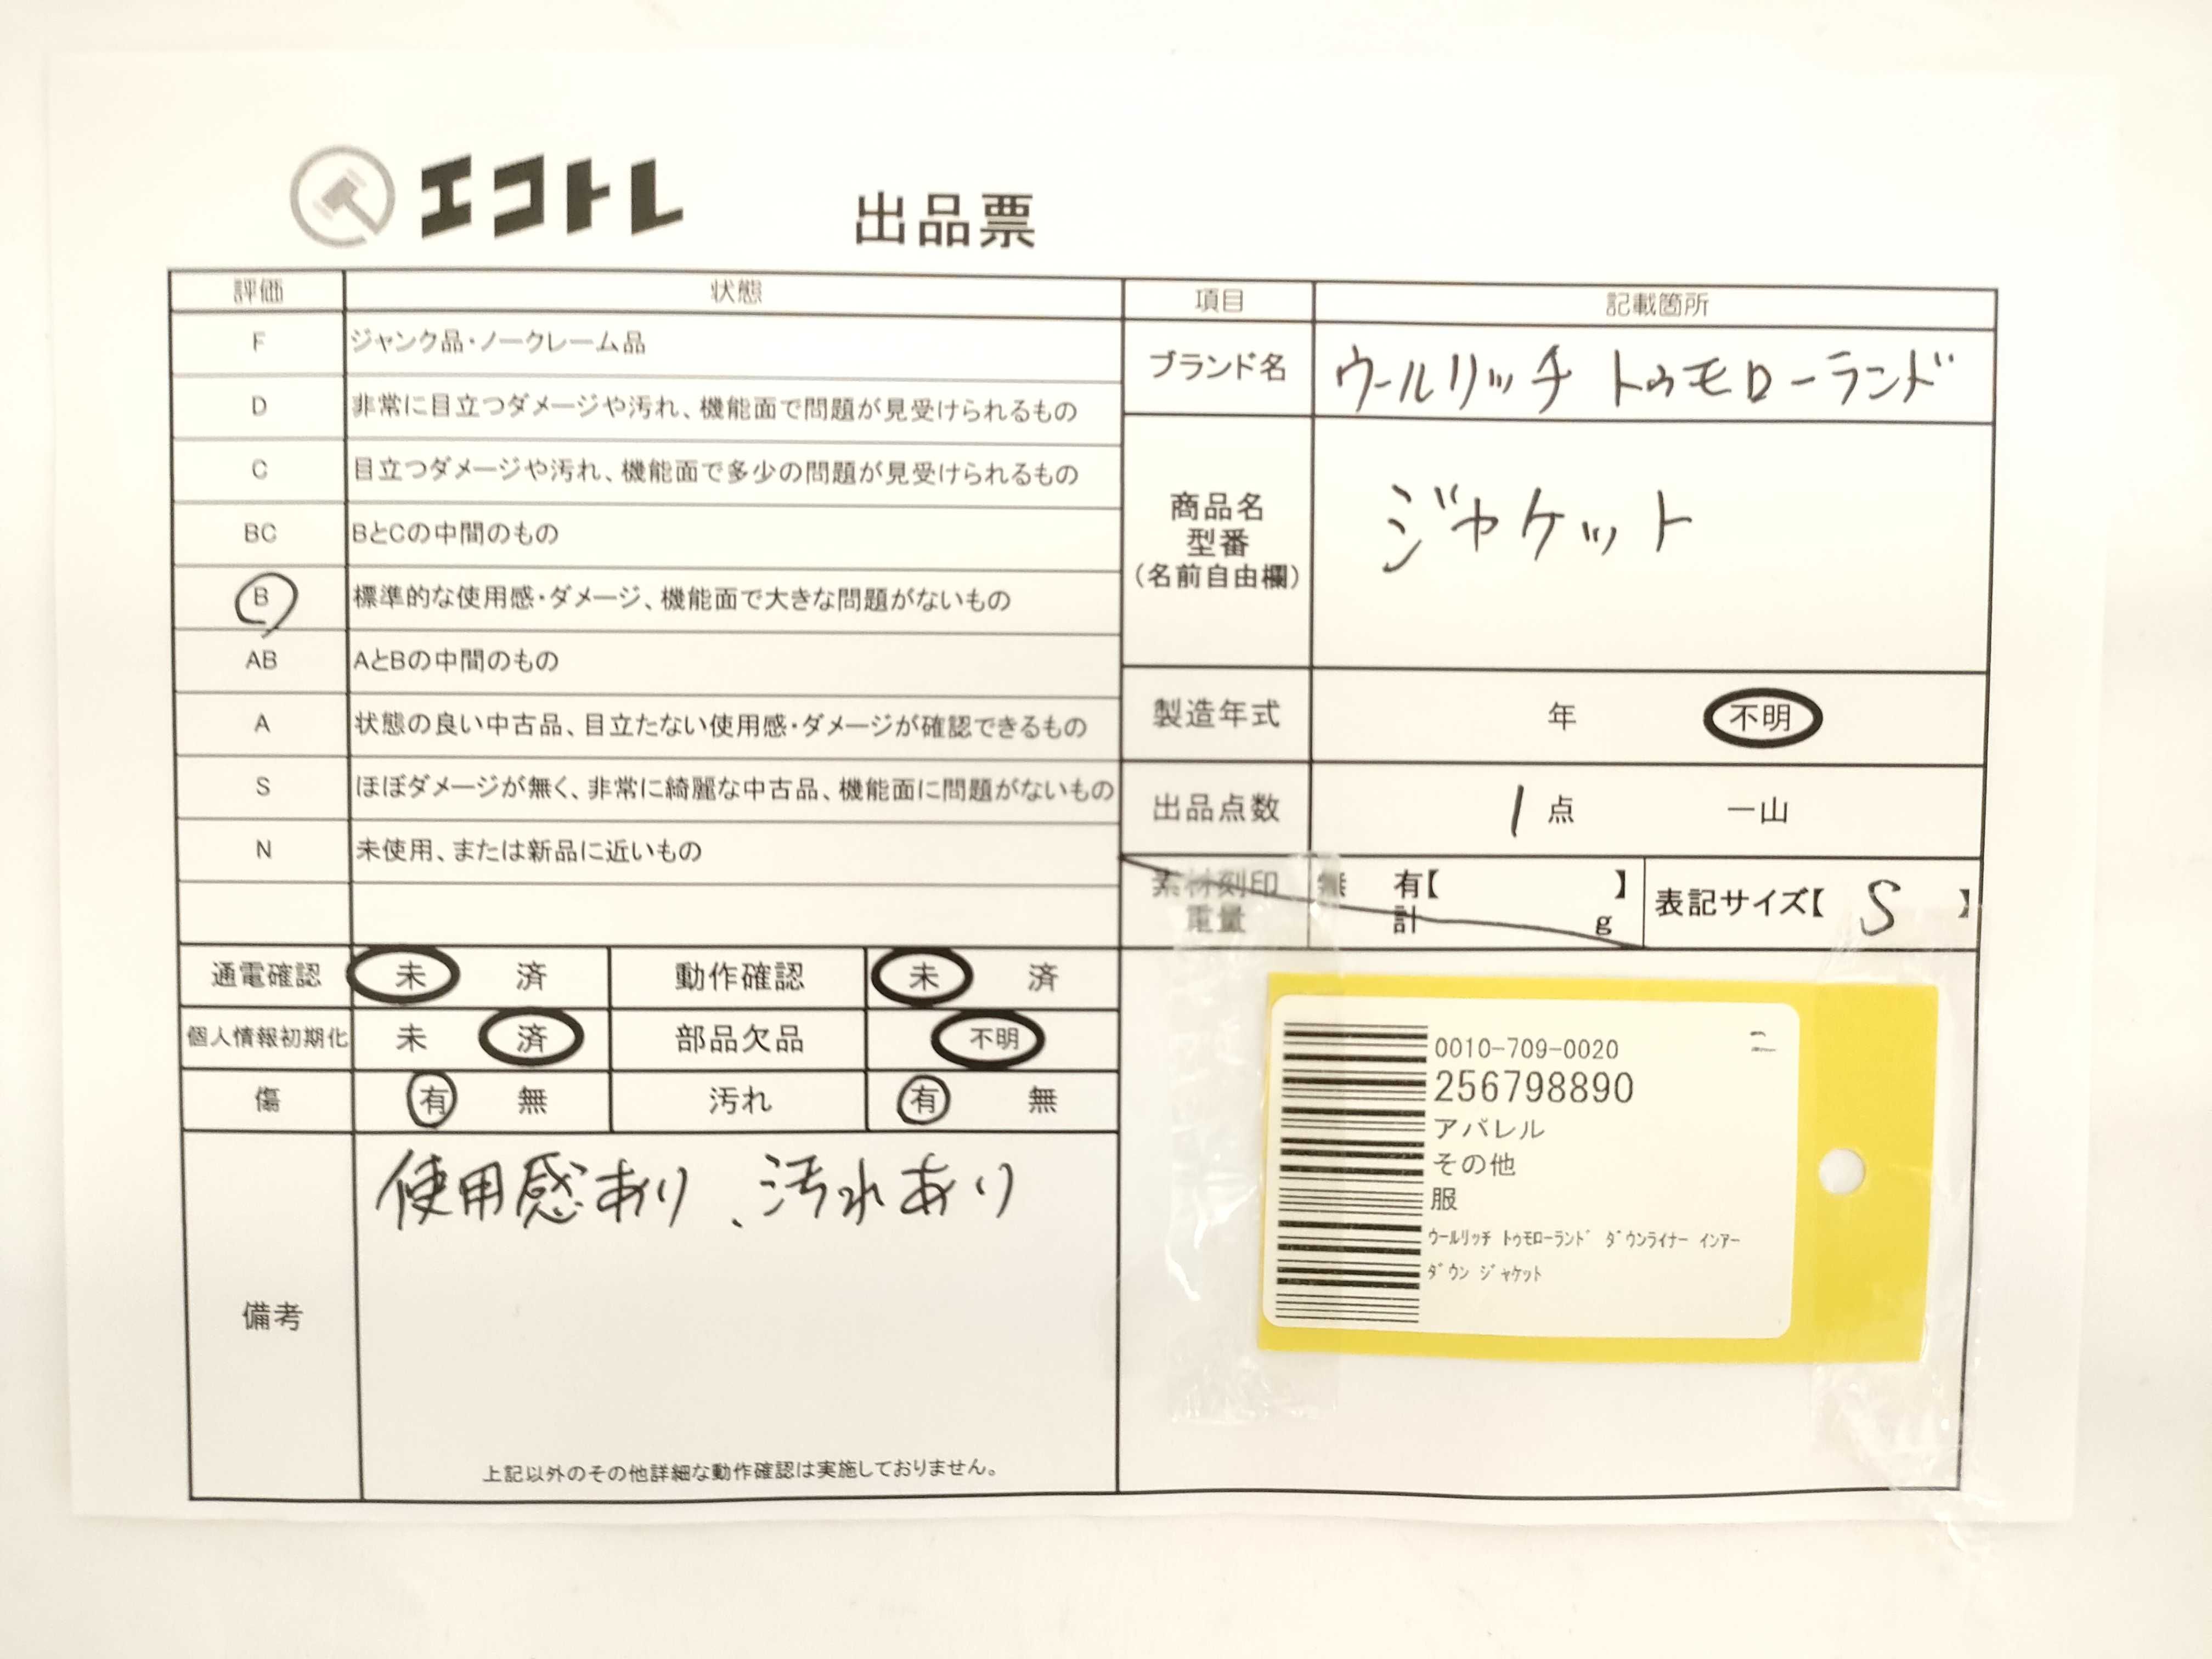 エコトレ 出品票
評価 状態
F ジャンク品・ノークレーム品
D 非常に目立つダメージや汚れ、機能面で問題が見受けられるもの
C 目立つダメージや汚れ、機能面で多少の問題が見受けられるもの
BC BとCの中間のもの
B 標準的な使用感・ダメージ、機能面で大きな問題がないもの
AB AとBの中間のもの
A 状態の良い中古品、目立たない使用感・ダメージが確認できるもの
S ほぼダメージが無く、非常に綺麗な中古品、機能面に問題がないもの
N 未使用、または新品に近いもの
通電確認 未 済 動作確認 未 済
個人情報初期化 未 済 部品欠品 不明
傷 有 無 汚れ 有 無
備考
使用感あり、汚れあり
上記以外のその他詳細な動作確認は実施しておりません。
項目 記載箇所
ブランド名 ウールリッチ トゥモローランド
商品名
型番
(名前自由欄)
ジャケット
製造年式 年 不明
出品点数 1点 一山
素材刻印 無 有【 】
重量 計 g
表記サイズ【 S 】
0010-709-0020 二
256798890
アパレル
その他
服
ウールリッチ トゥモローランド ダウンライナー インアー
ダウン ジャケット